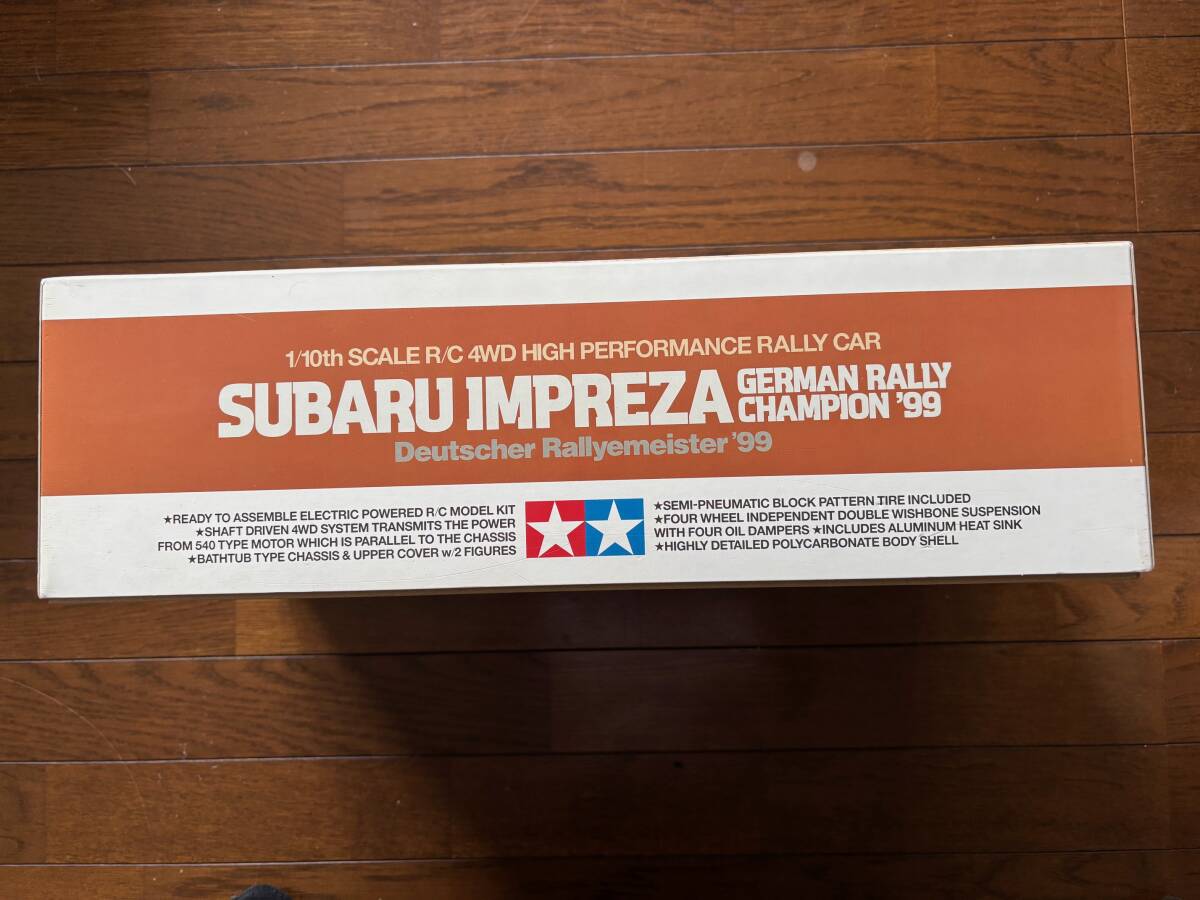 1/10th SCALE R/C 4WD HIGH PERFORMANCE RALLY CAR
SUBARU IMPREZA GERMAN RALLY
CHAMPION '99
Deutscher Rallyemeister '99
★READY TO ASSEMBLE ELECTRIC POWERED R/C MODEL KIT
★SHAFT DRIVEN 4WD SYSTEM TRANSMITS THE POWER
FROM 540 TYPE MOTOR WHICH IS PARALLEL TO THE CHASSIS
★BATHTUB TYPE CHASSIS & UPPER COVER w/2 FIGURES
★SEMI-PNEUMATIC BLOCK PATTERN TIRE INCLUDED
★FOUR WHEEL INDEPENDENT DOUBLE WISHBONE SUSPENSION
WITH FOUR OIL DAMPERS ★INCLUDES ALUMINUM HEAT SINK
★HIGHLY DETAILED POLYCARBONATE BODY SHELL